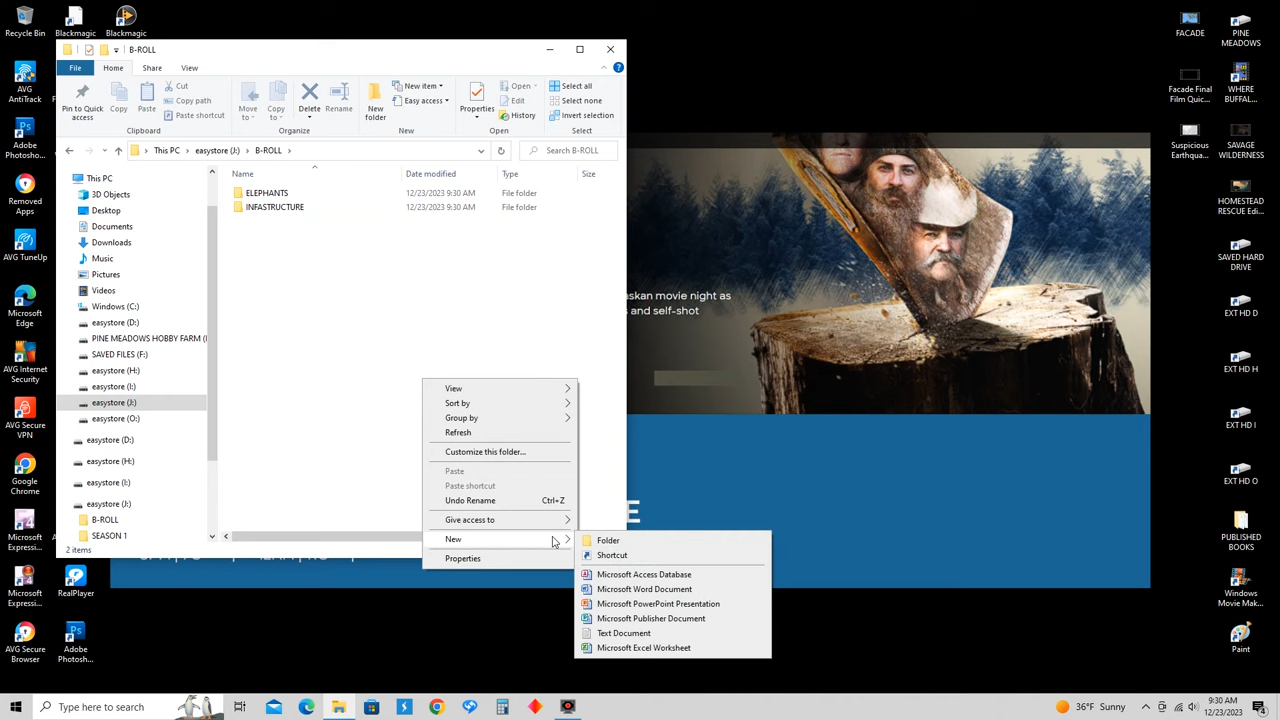 Recycle Bin
Blackmagic
Blackmagic
AVG AntiTrack
Adobe Photosho...
Removed Apps
AVG TuneUp
Microsoft Edge
AVG Internet Security
AVG Secure VPN
Google Chrome
Microsoft Expressi...
RealPlayer
AVG Secure Browser
Adobe Photosh...
B-ROLL
File Home Share View
Pin to Quick access
Copy
Paste
Cut
Copy path
Paste shortcut
Clipboard
Move to
Copy to
Delete
Rename
Organize
New folder
New item
Easy access
New
Properties
Open
Edit
History
Open
Select all
Select none
Invert selection
Select
This PC > easystore (J:) > B-ROLL >
Search B-ROLL
Name Date modified Type Size
ELEPHANTS 12/23/2023 9:30 AM File folder
INFASTRUCTURE 12/23/2023 9:30 AM File folder
This PC
3D Objects
Desktop
Documents
Downloads
Music
Pictures
Videos
Windows (C:)
easystore (D:)
PINE MEADOWS HOBBY FARM (
SAVED FILES (F:)
easystore (H:)
easystore (I:)
easystore (J:)
easystore (O:)
easystore (D:)
easystore (H:)
easystore (I:)
easystore (J:)
B-ROLL
SEASON 1
2 items
View
Sort by
Group by
Refresh
Customize this folder...
Paste
Paste shortcut
Undo Rename Ctrl+Z
Give access to
New
Properties
Folder
Shortcut
Microsoft Access Database
Microsoft Word Document
Microsoft PowerPoint Presentation
Microsoft Publisher Document
Text Document
Microsoft Excel Worksheet
askan movie night as
s and self-shot
E
FACADE
PINE MEADOWS
Facade Final Film Quic...
WHERE BUFFAL...
Suspicious Earthqua...
SAVAGE WILDERNESS
HOMESTEAD RESCUE Edi...
SAVED HARD DRIVE
EXT HD D
EXT HD H
EXT HD I
EXT HD O
PUBLISHED BOOKS
Windows Movie Mak...
Paint
Type here to search
36°F Sunny
9:30 AM
12/23/2023
4